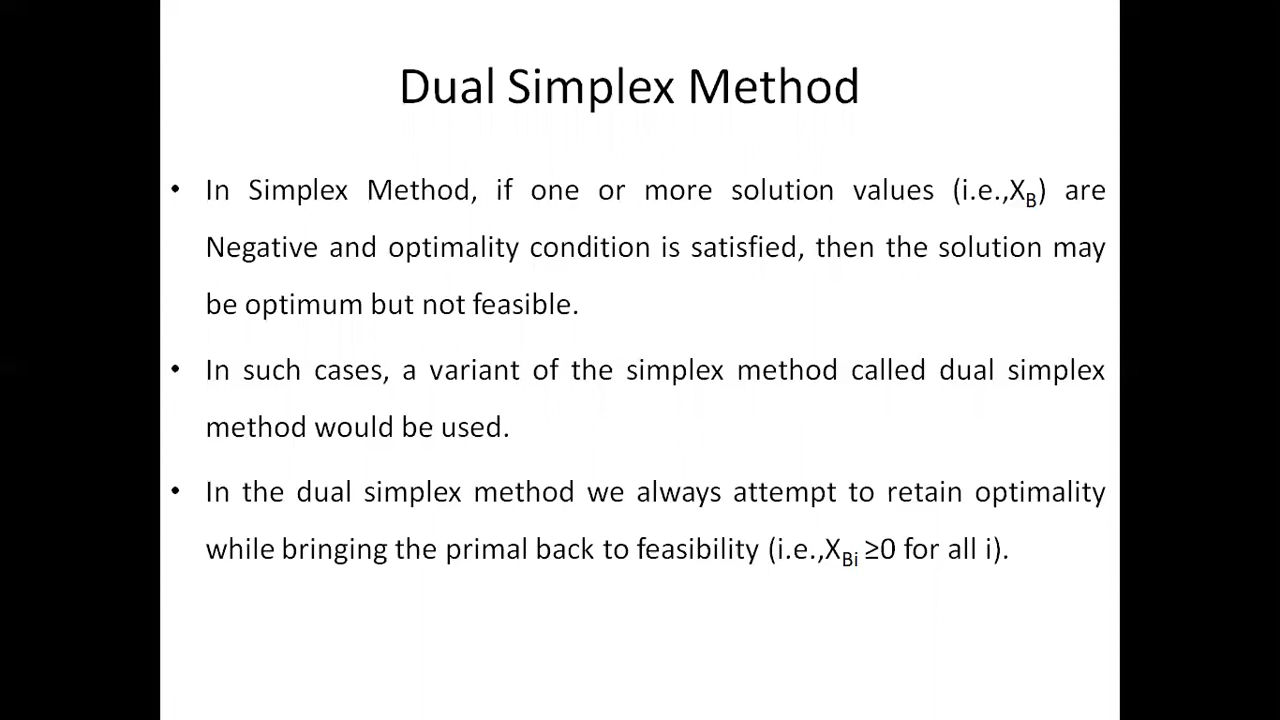 Dual Simplex Method
• In Simplex Method, if one or more solution values (i.e.,XB) are
Negative and optimality condition is satisfied, then the solution may
be optimum but not feasible.
• In such cases, a variant of the simplex method called dual simplex
method would be used.
• In the dual simplex method we always attempt to retain optimality
while bringing the primal back to feasibility (i.e.,XBi ≥0 for all i).